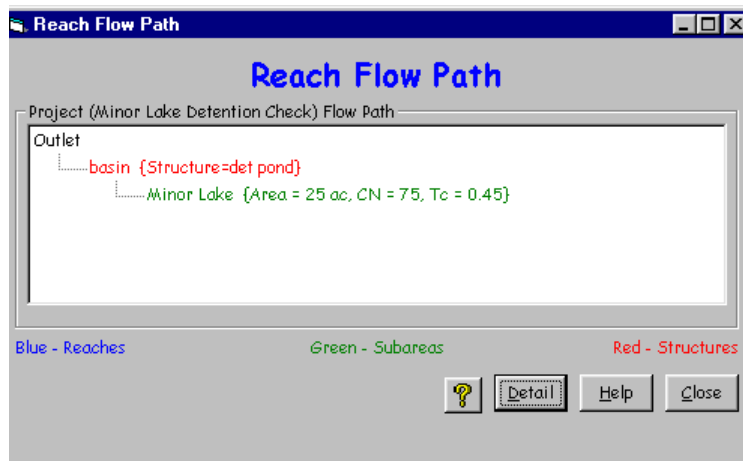 Reach Flow Path
Reach Flow Path
Project (Minor Lake Detention Check) Flow Path
Outlet
basin {Structure=det pond}
Minor Lake {Area = 25 ac, CN = 75, Tc = 0.45}
Blue - Reaches Green - Subareas Red - Structures
? Detail Help Close